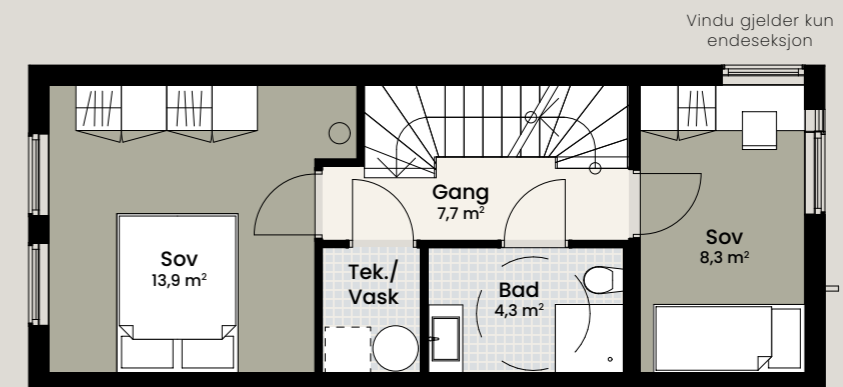 Vindu gjelder kun
endeseksjon
Gang
7,7 m²
Sov
13,9 m²
Tek./
Vask
Bad
4,3 m²
Sov
8,3 m²